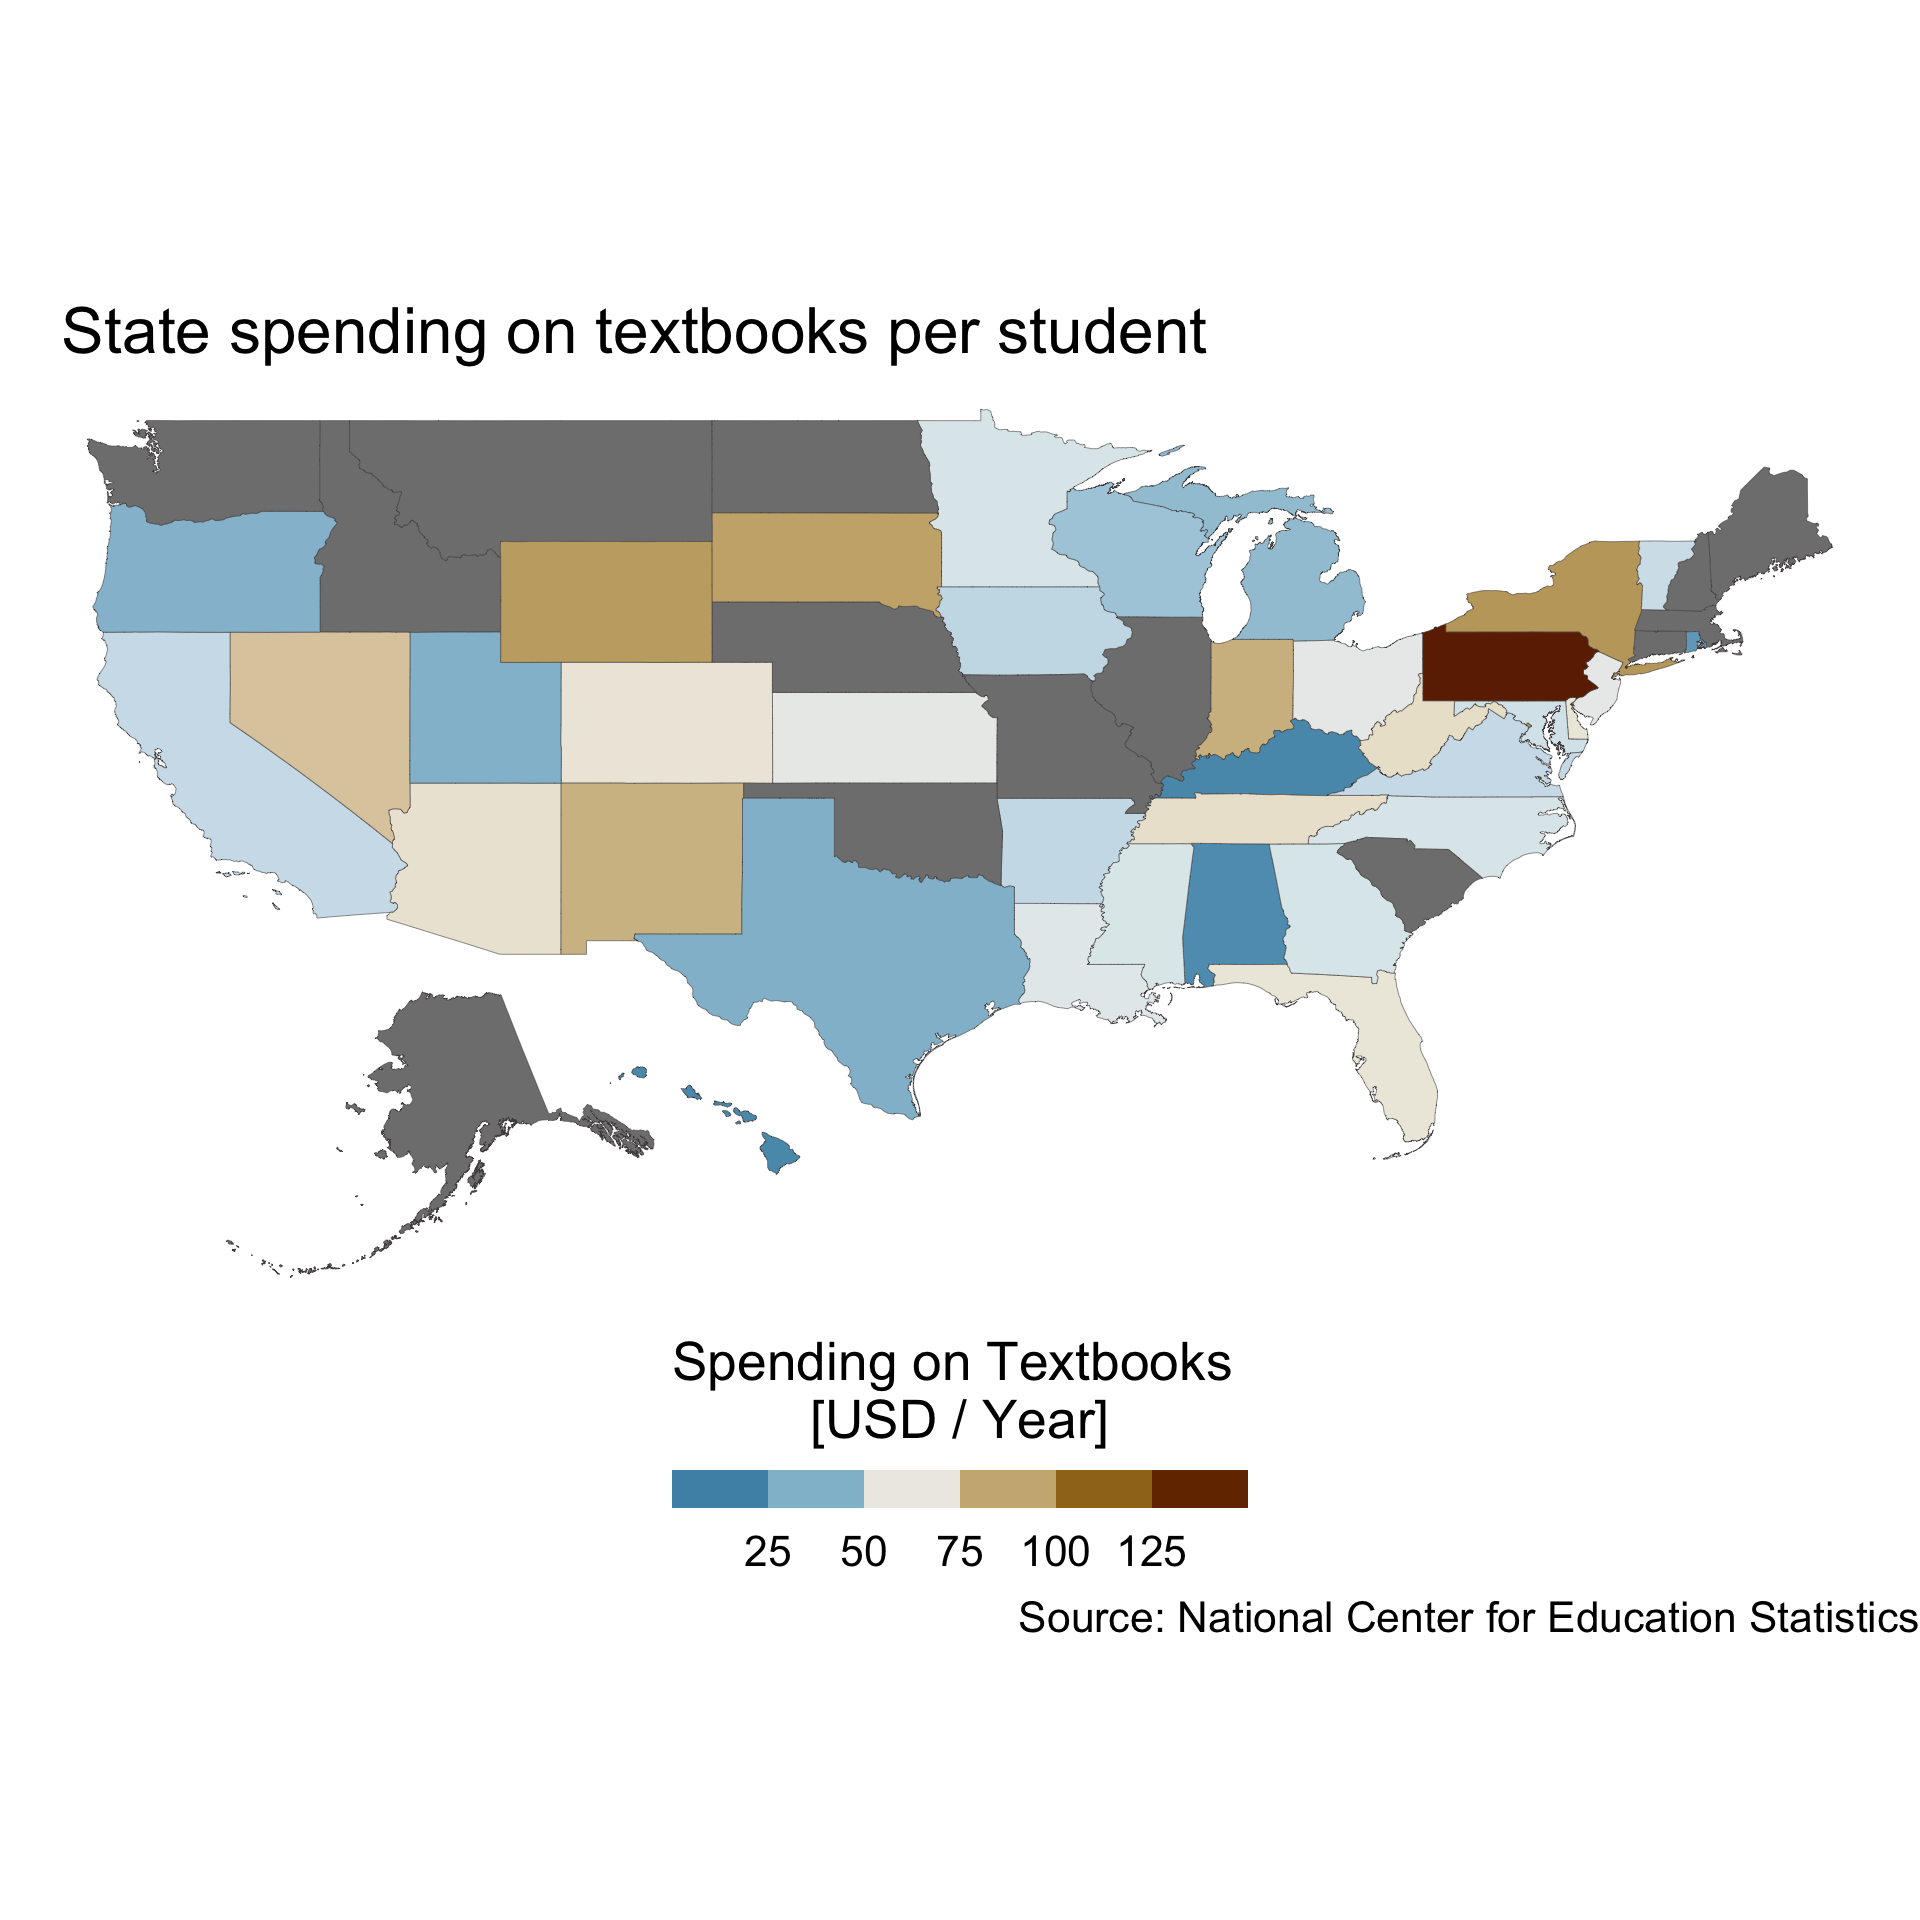 State spending on textbooks per student
Spending on Textbooks
[USD / Year]
25 50 75 100 125
Source: National Center for Education Statistics